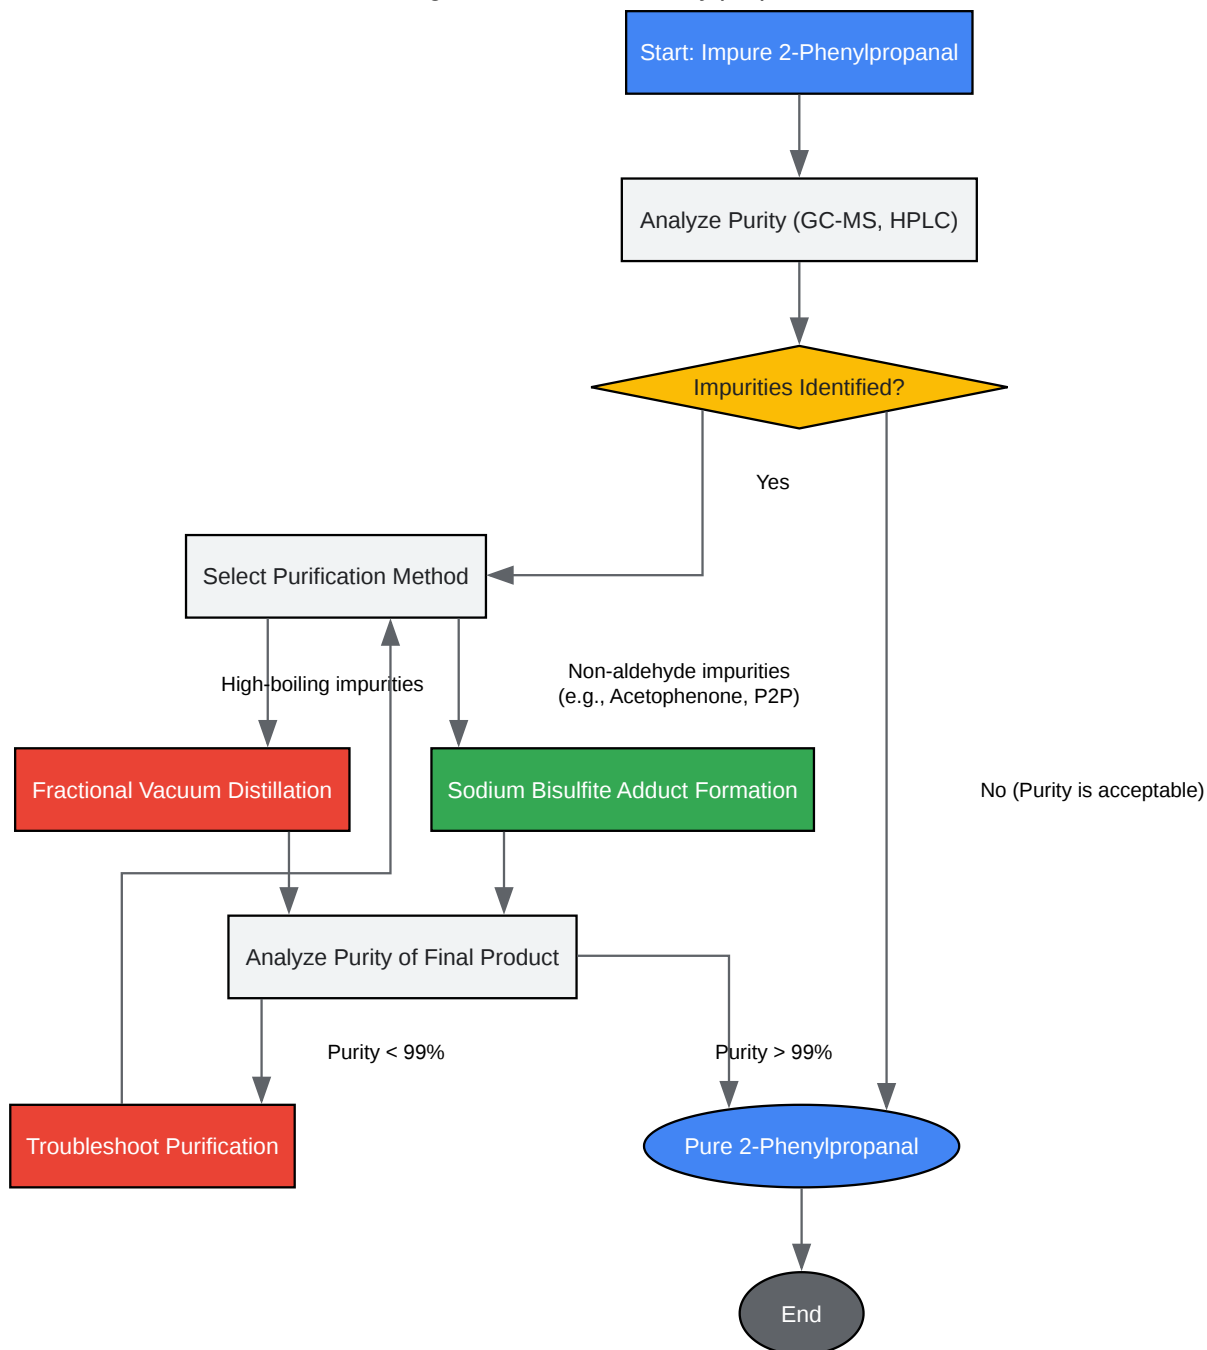 Start: Impure 2-Phenylpropanal
Analyze Purity (GC-MS, HPLC)
Impurities Identified?
Yes
Select Purification Method
High-boiling impurities
Non-aldehyde impurities
(e.g., Acetophenone, P2P)
Fractional Vacuum Distillation
Sodium Bisulfite Adduct Formation
No (Purity is acceptable)
Analyze Purity of Final Product
Purity < 99%
Purity > 99%
Troubleshoot Purification
Pure 2-Phenylpropanal
End